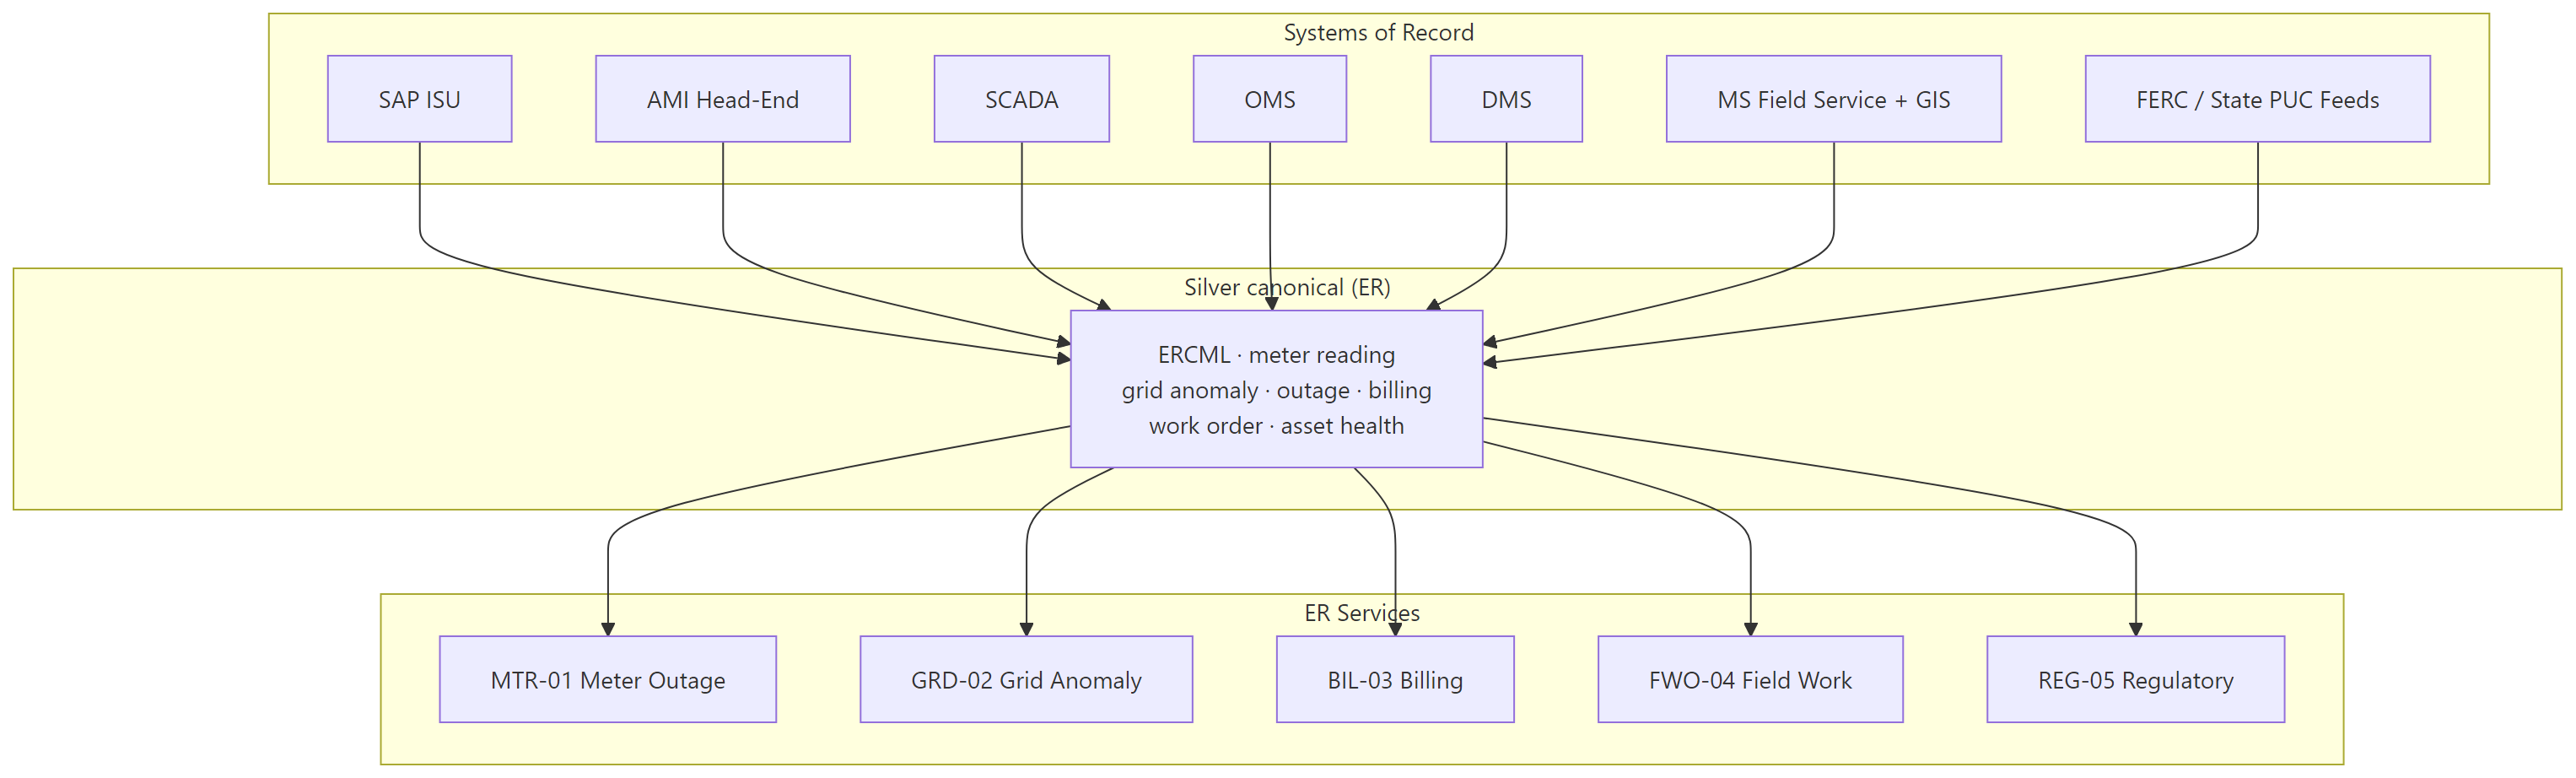 Systems of Record
SAP ISU
AMI Head-End
SCADA
OMS
DMS
MS Field Service + GIS
FERC / State PUC Feeds
Silver canonical (ER)
ERCML · meter reading
grid anomaly · outage · billing
work order · asset health
ER Services
MTR-01 Meter Outage
GRD-02 Grid Anomaly
BIL-03 Billing
FWO-04 Field Work
REG-05 Regulatory